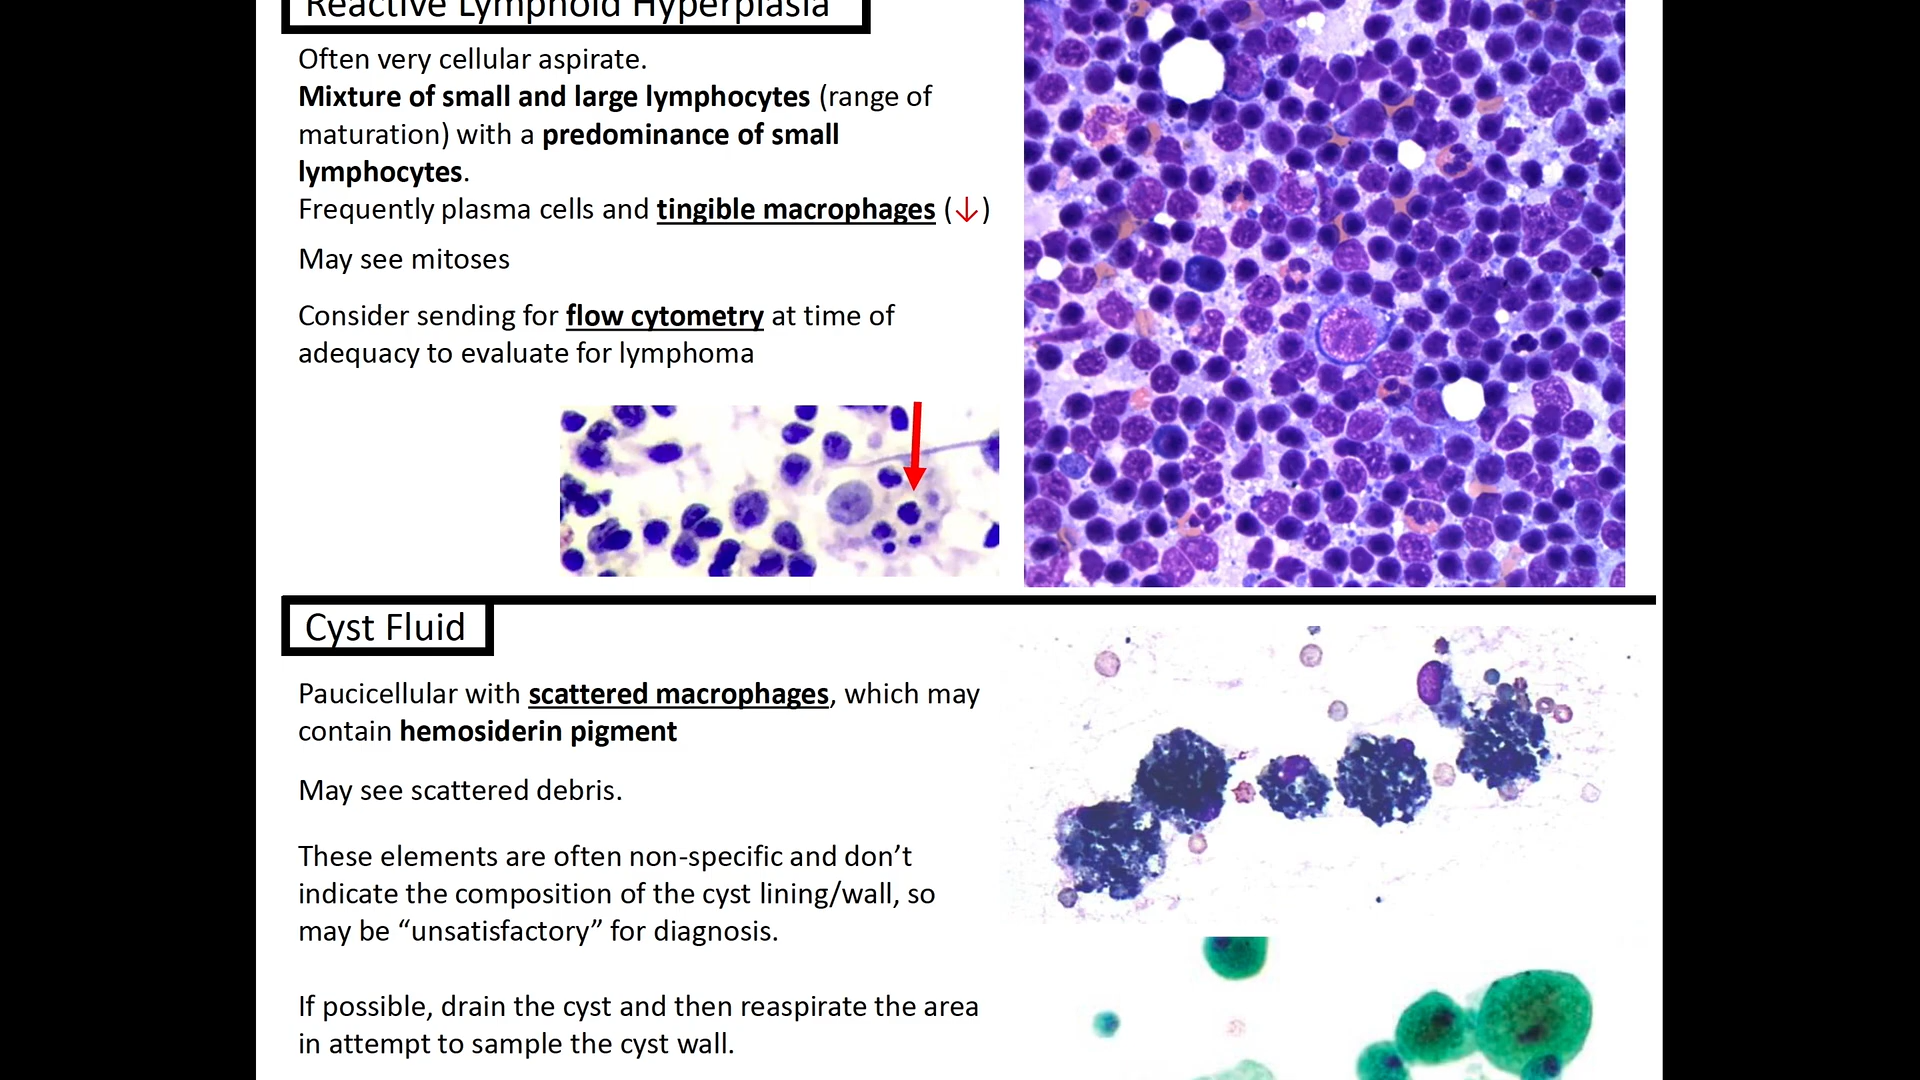 Reactive Lymphoid Hyperplasia
Often very cellular aspirate.
Mixture of small and large lymphocytes (range of
maturation) with a predominance of small
lymphocytes.
Frequently plasma cells and tingible macrophages (↓)
May see mitoses
Consider sending for flow cytometry at time of
adequacy to evaluate for lymphoma
Cyst Fluid
Paucicellular with scattered macrophages, which may
contain hemosiderin pigment
May see scattered debris.
These elements are often non-specific and don’t
indicate the composition of the cyst lining/wall, so
may be “unsatisfactory” for diagnosis.
If possible, drain the cyst and then reaspirate the area
in attempt to sample the cyst wall.